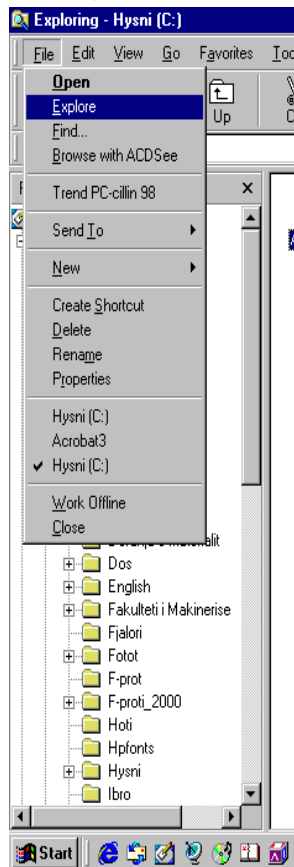 Exploring - Hysni (C:)
File Edit View Go Favorites
Up
Open
Explore
Find...
Browse with ACDSee
Trend PC-cillin 98
Send To
New
Create Shortcut
Delete
Rename
Properties
Hysni (C:)
Acrobat3
Hysni (C:)
Work Offline
Close
Dos
English
Fakulteti i Makinerise
Fjalori
Fotot
F-prot
F-proti_2000
Hoti
Hpfonts
Hysni
Ibro
Start